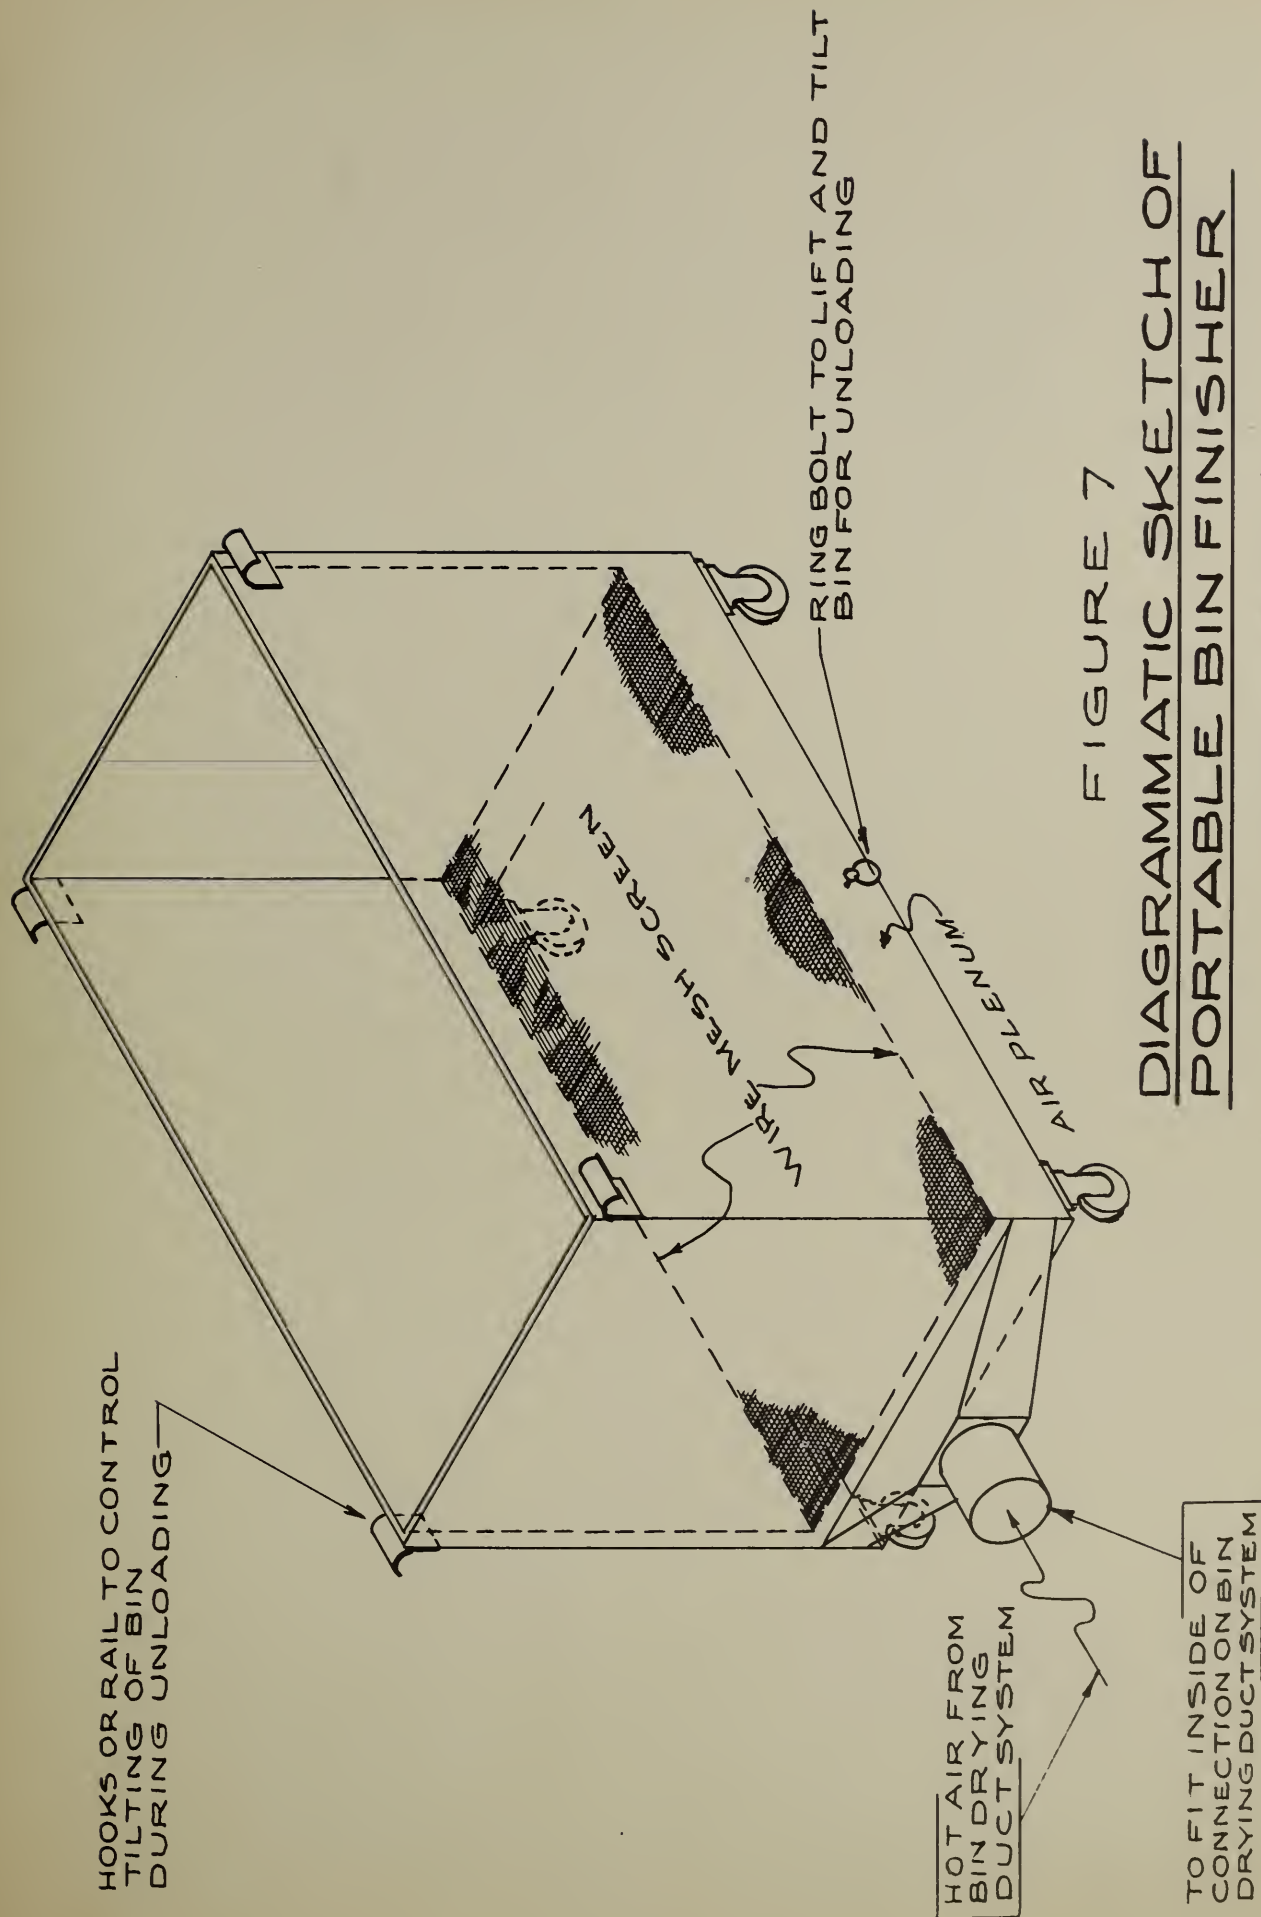 HOOKS OR RAIL TO CONTROL
TILTING OF BIN
DURING UNLOADING
RING BOLT TO LIFT AND TILT
BIN FOR UNLOADING
WIRE MESH SCREEN
AIR PLENUM
HOT AIR FROM
BIN DRYING
DUCT SYSTEM
TO FIT INSIDE OF
CONNECTION ON BIN
DRYING DUCT SYSTEM
FIGURE 7
DIAGRAMMATIC SKETCH OF
PORTABLE BIN FINISHER